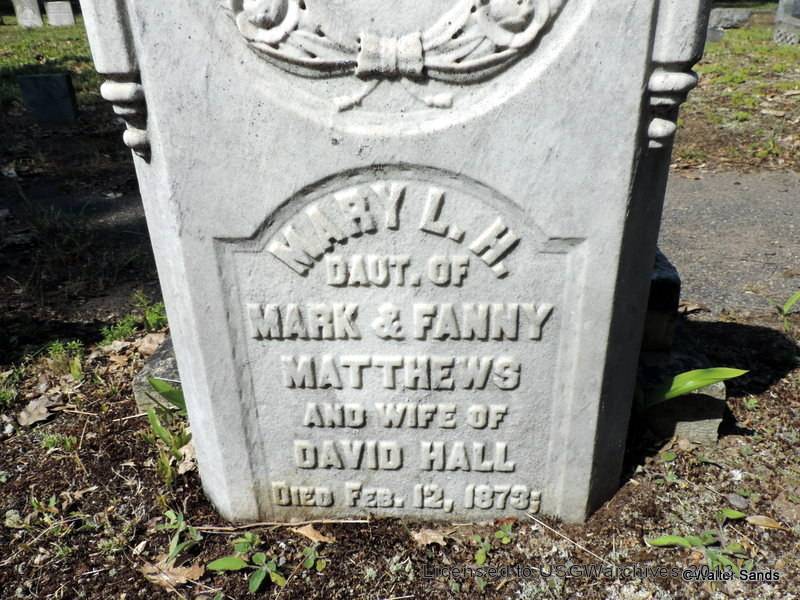 MARY L. H.
DAUT. OF
MARK & FANNY
MATTHEWS
AND WIFE OF
DAVID HALL
DIED FEB. 12, 1873;
Licensed to USGWarchives 2013
©Walter Sands